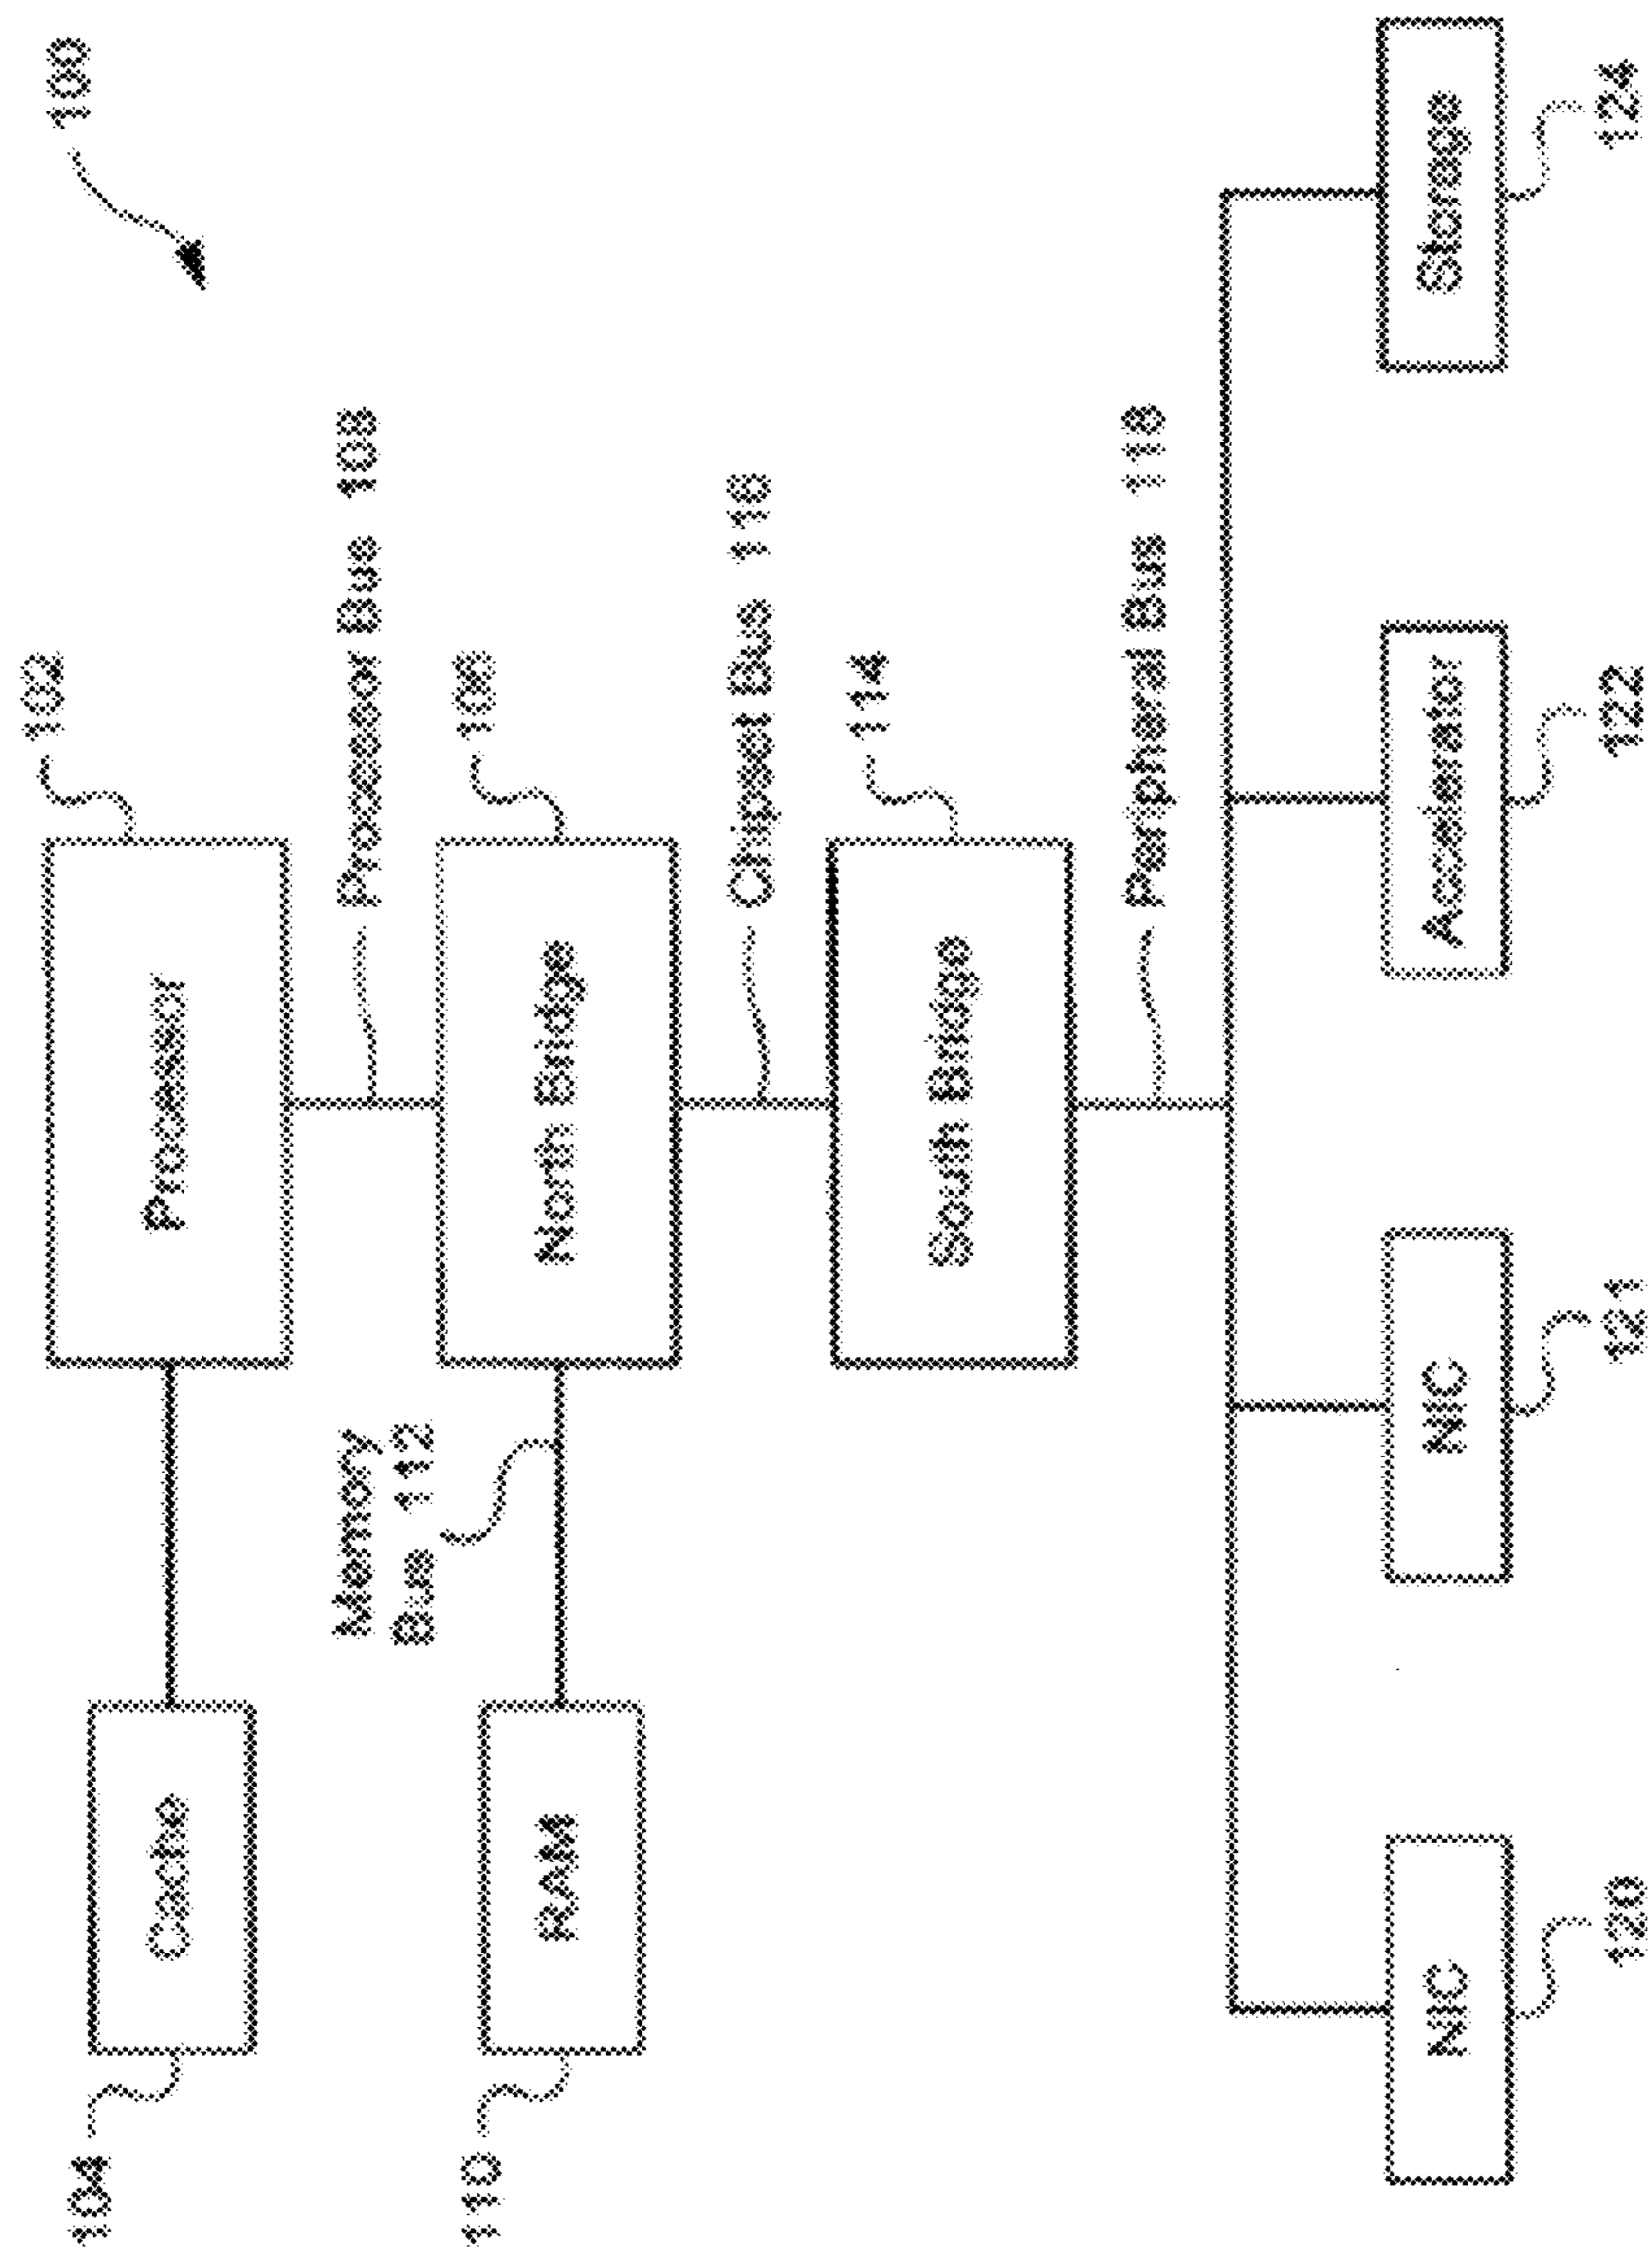 100
102
Processor
Cache
104
Processor Bus 108
106
North Bridge
Memory
Bus 112
RAM
110
Chipset Bus 116
114
South Bridge
Peripheral Bus 118
NIC
NIC
Accelerator
Storage
120
121
122
124